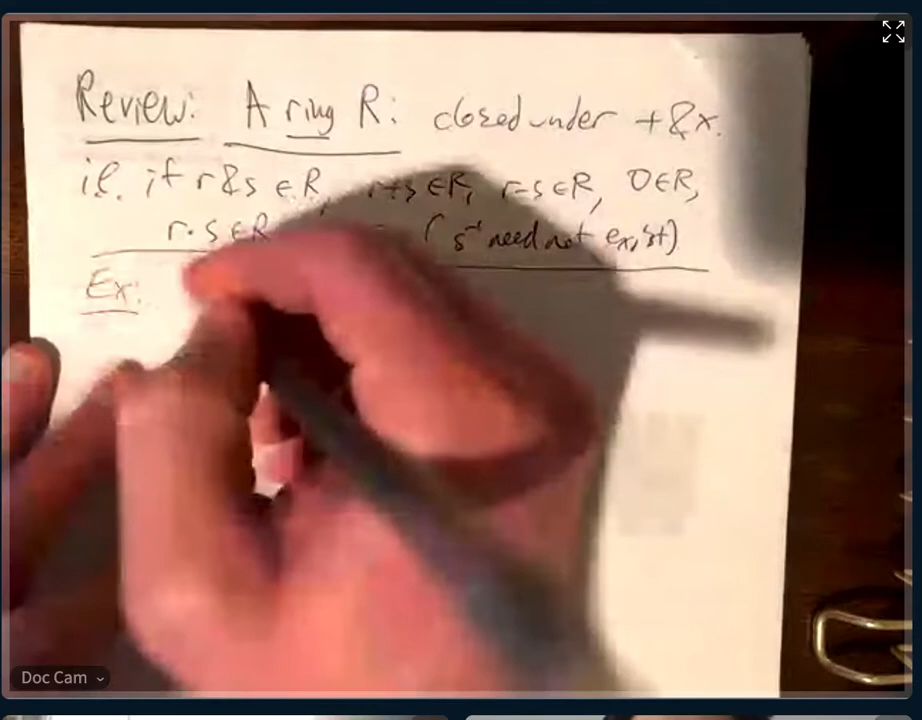 Review: A ring R: closed under + & x.
i.e. if r & s ∈ R, r+s ∈ R, r-s ∈ R, 0 ∈ R,
r·s ∈ R (s⁻¹ need not exist)
Ex:
Doc Cam